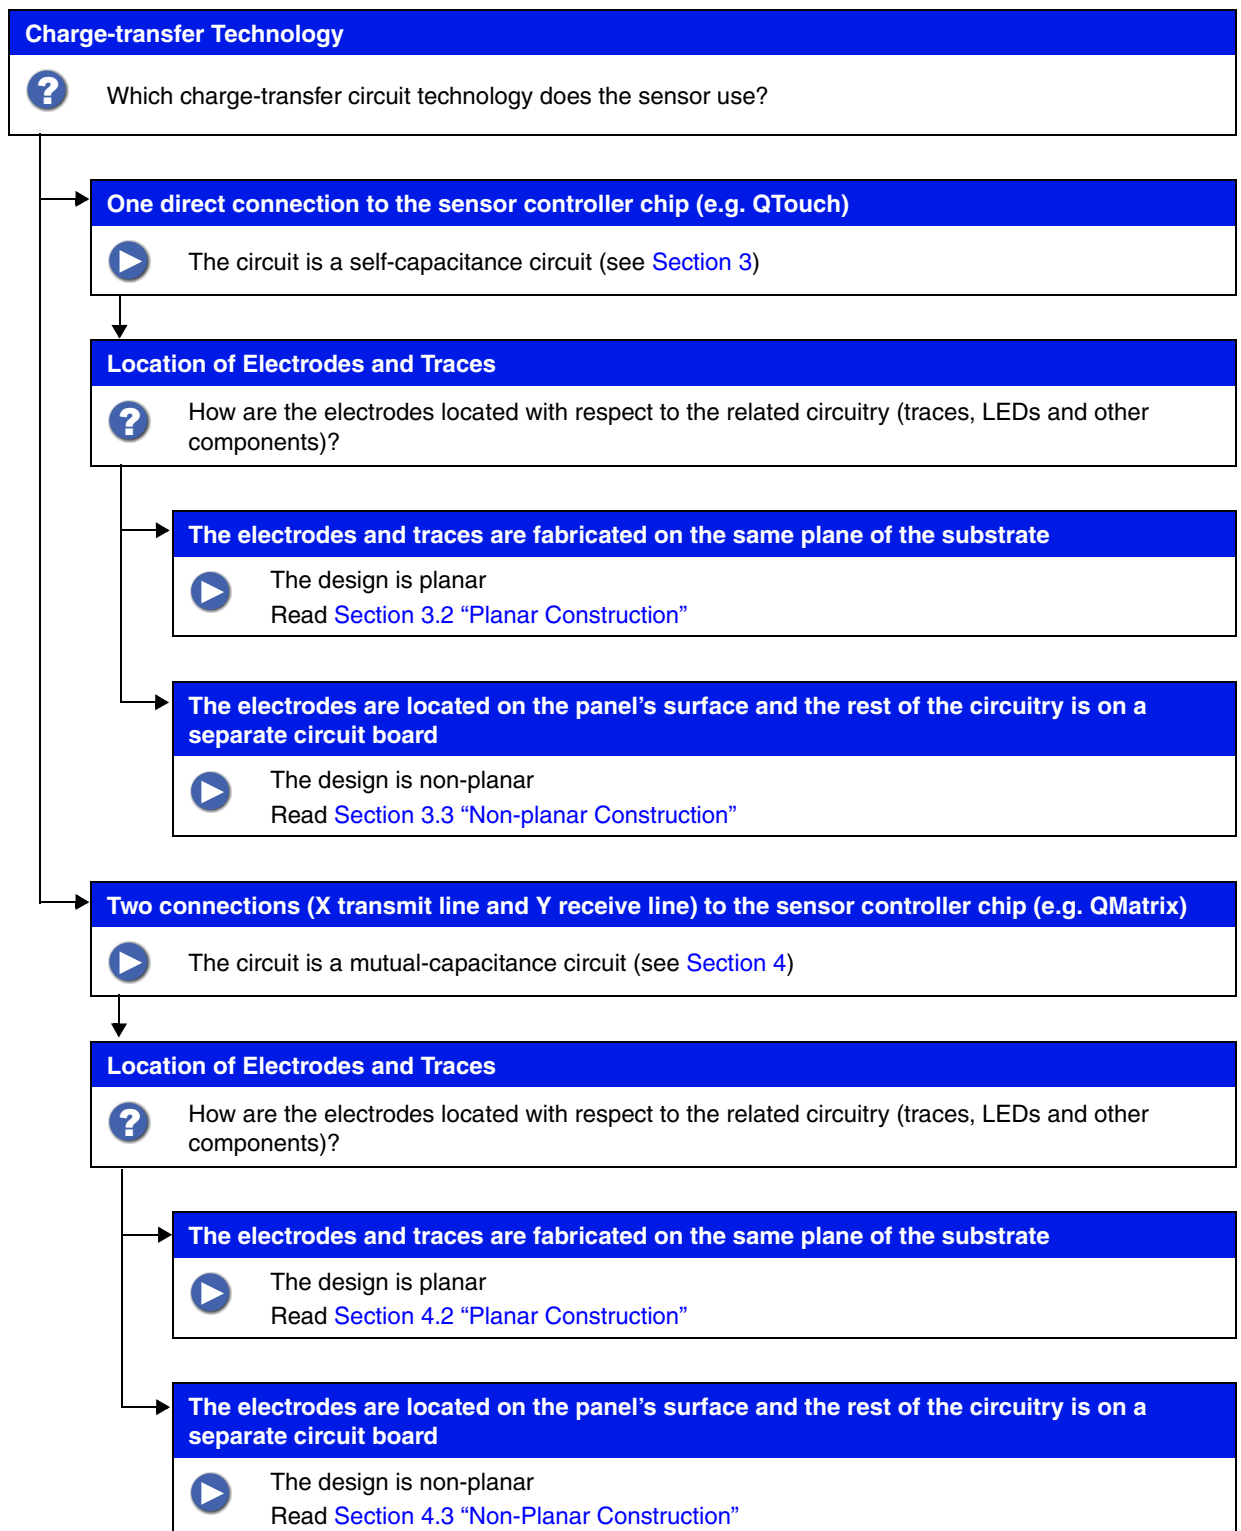 Charge-transfer Technology
?
Which charge-transfer circuit technology does the sensor use?
One direct connection to the sensor controller chip (e.g. QTouch)
The circuit is a self-capacitance circuit (see Section 3)
Location of Electrodes and Traces
?
How are the electrodes located with respect to the related circuitry (traces, LEDs and other
components)?
The electrodes and traces are fabricated on the same plane of the substrate
The design is planar
Read Section 3.2 “Planar Construction”
The electrodes are located on the panel’s surface and the rest of the circuitry is on a
separate circuit board
The design is non-planar
Read Section 3.3 “Non-planar Construction”
Two connections (X transmit line and Y receive line) to the sensor controller chip (e.g. QMatrix)
The circuit is a mutual-capacitance circuit (see Section 4)
Location of Electrodes and Traces
?
How are the electrodes located with respect to the related circuitry (traces, LEDs and other
components)?
The electrodes and traces are fabricated on the same plane of the substrate
The design is planar
Read Section 4.2 “Planar Construction”
The electrodes are located on the panel’s surface and the rest of the circuitry is on a
separate circuit board
The design is non-planar
Read Section 4.3 “Non-Planar Construction”